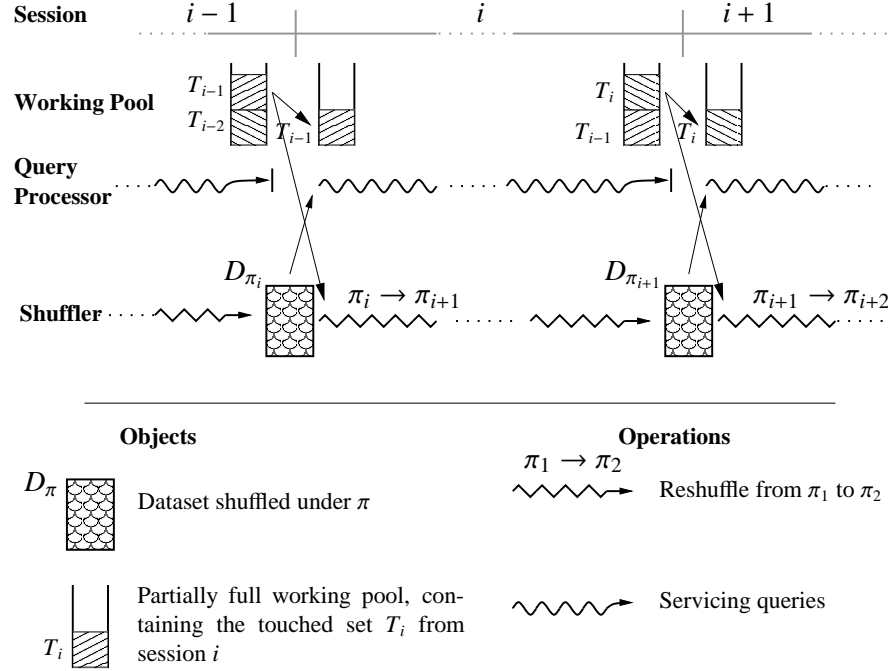 Session
i − 1
i
i + 1
T_{i−1}
T_{i−2}
T_{i−1}
T_i
T_{i−1}
T_i
Working Pool
Query
Processor
D_{π_i}
D_{π_{i+1}}
π_i → π_{i+1}
π_{i+1} → π_{i+2}
Shuffler
Objects
Operations
D_π
Dataset shuffled under π
π_1 → π_2
Reshuffle from π_1 to π_2
Partially full working pool, con-
taining the touched set T_i from
session i
T_i
Servicing queries